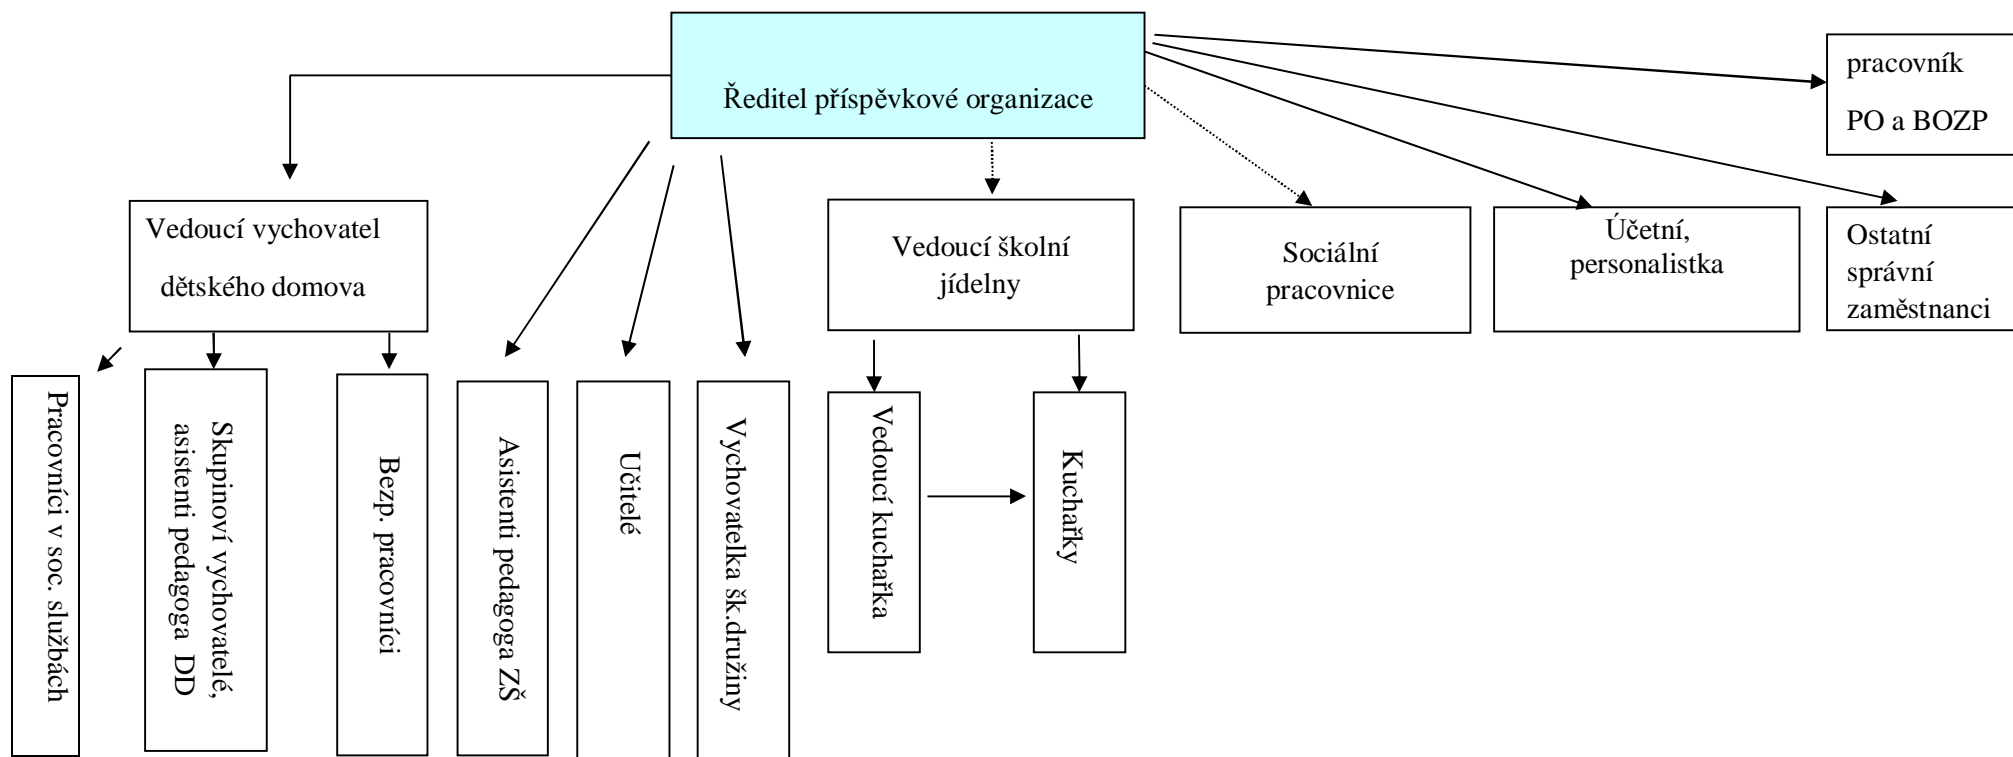 Ředitel příspěvkové organizace
pracovník
PO a BOZP
Vedoucí vychovatel
dětského domova
Vedoucí školní
jídelny
Sociální
pracovnice
Účetní,
personalistka
Ostatní
správní
zaměstnanci
Pracovníci v soc. službách
Skupinoví vychovatelé,
asistenti pedagoga  DD
Bezp. pracovníci
Asistenti pedagoga ZŠ
Učitelé
Vychovatelka šk.družiny
Vedoucí kuchařka
Kuchařky